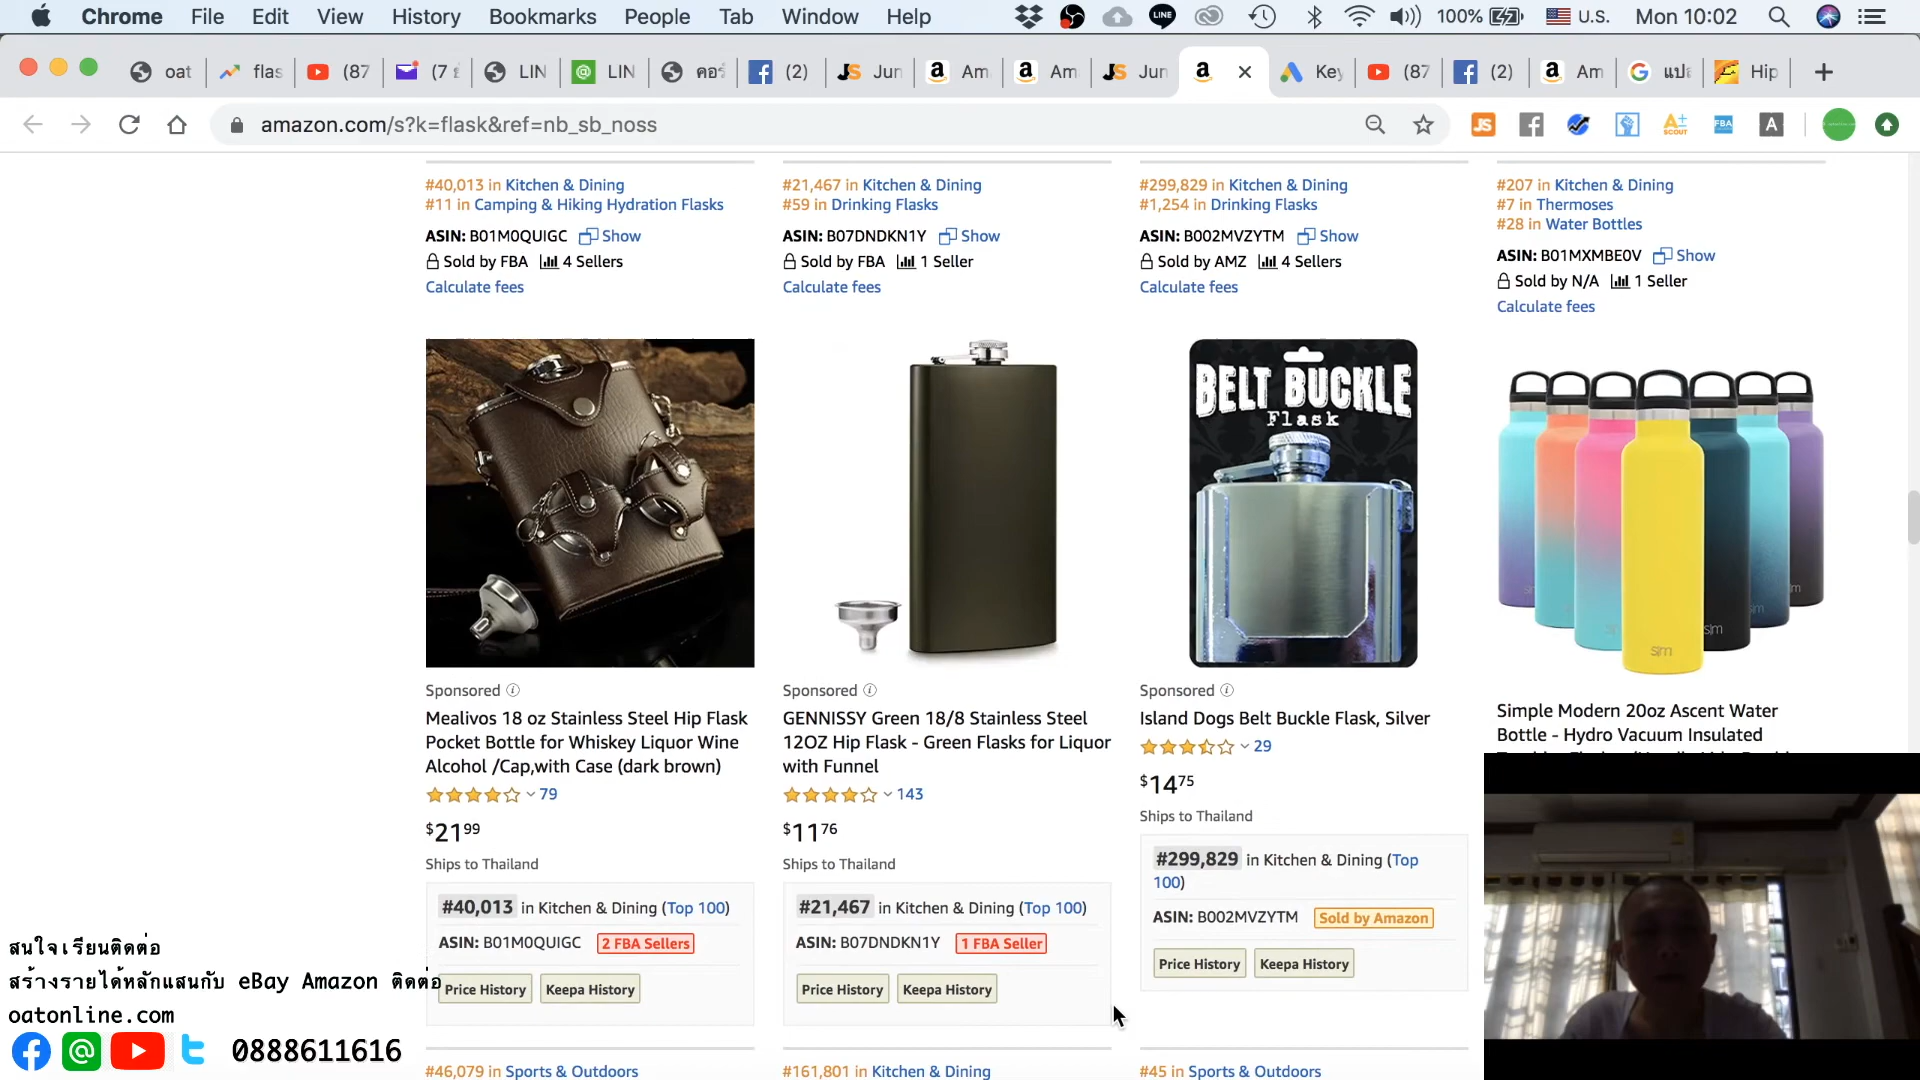 Chrome File Edit View History Bookmarks People Tab Window Help
LINE 100% U.S. Mon 10:02
oat flas (87 (7 LIN LIN คอร์ (2) Jun Am Am Jun Key (87 (2) Am Hip
amazon.com/s?k=flask&ref=nb_sb_noss
#40,013 in Kitchen & Dining
#11 in Camping & Hiking Hydration Flasks
ASIN: B01M0QUIGC Show
Sold by FBA 4 Sellers
Calculate fees
#21,467 in Kitchen & Dining
#59 in Drinking Flasks
ASIN: B07DNDKN1Y Show
Sold by FBA 1 Seller
Calculate fees
#299,829 in Kitchen & Dining
#1,254 in Drinking Flasks
ASIN: B002MVZYTM Show
Sold by AMZ 4 Sellers
Calculate fees
#207 in Kitchen & Dining
#7 in Thermoses
#28 in Water Bottles
ASIN: B01MXMBE0V Show
Sold by N/A 1 Seller
Calculate fees
BELT BUCKLE
Flask
sim
Sponsored
Mealivos 18 oz Stainless Steel Hip Flask
Pocket Bottle for Whiskey Liquor Wine
Alcohol /Cap,with Case (dark brown)
79
$21.99
Ships to Thailand
#40,013 in Kitchen & Dining (Top 100)
ASIN: B01M0QUIGC 2 FBA Sellers
Price History Keepa History
Sponsored
GENNISSY Green 18/8 Stainless Steel
12OZ Hip Flask - Green Flasks for Liquor
with Funnel
143
$11.76
Ships to Thailand
#21,467 in Kitchen & Dining (Top 100)
ASIN: B07DNDKN1Y 1 FBA Seller
Price History Keepa History
Sponsored
Island Dogs Belt Buckle Flask, Silver
29
$14.75
Ships to Thailand
#299,829 in Kitchen & Dining (Top
100)
ASIN: B002MVZYTM Sold by Amazon
Price History Keepa History
Simple Modern 20oz Ascent Water
Bottle - Hydro Vacuum Insulated
#46,079 in Sports & Outdoors
#161,801 in Kitchen & Dining
#45 in Sports & Outdoors
สนใจเรียนติดต่อ
สร้างรายได้หลักแสนกับ eBay Amazon ติดต่อ
oatonline.com
0888611616